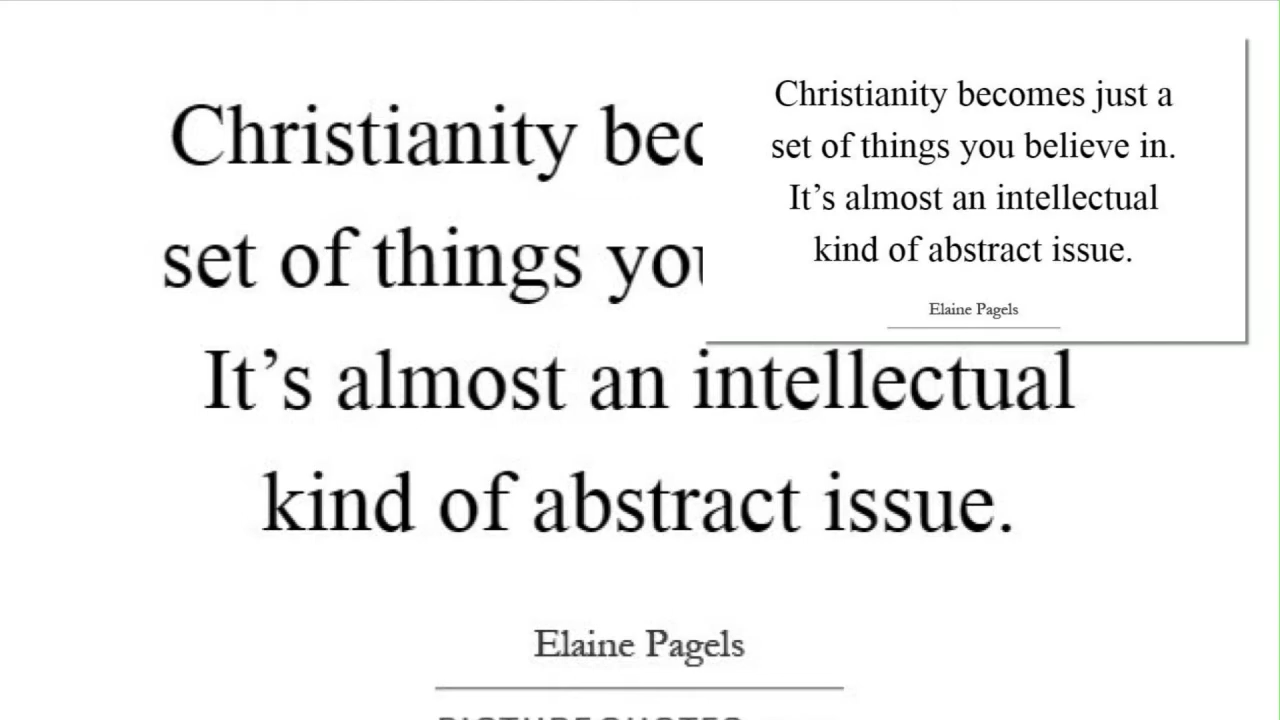 Christianity
set of things
It’s almost an intellectual
kind of abstract issue.
Elaine Pagels
Christianity becomes just a
set of things you believe in.
It’s almost an intellectual
kind of abstract issue.
Elaine Pagels